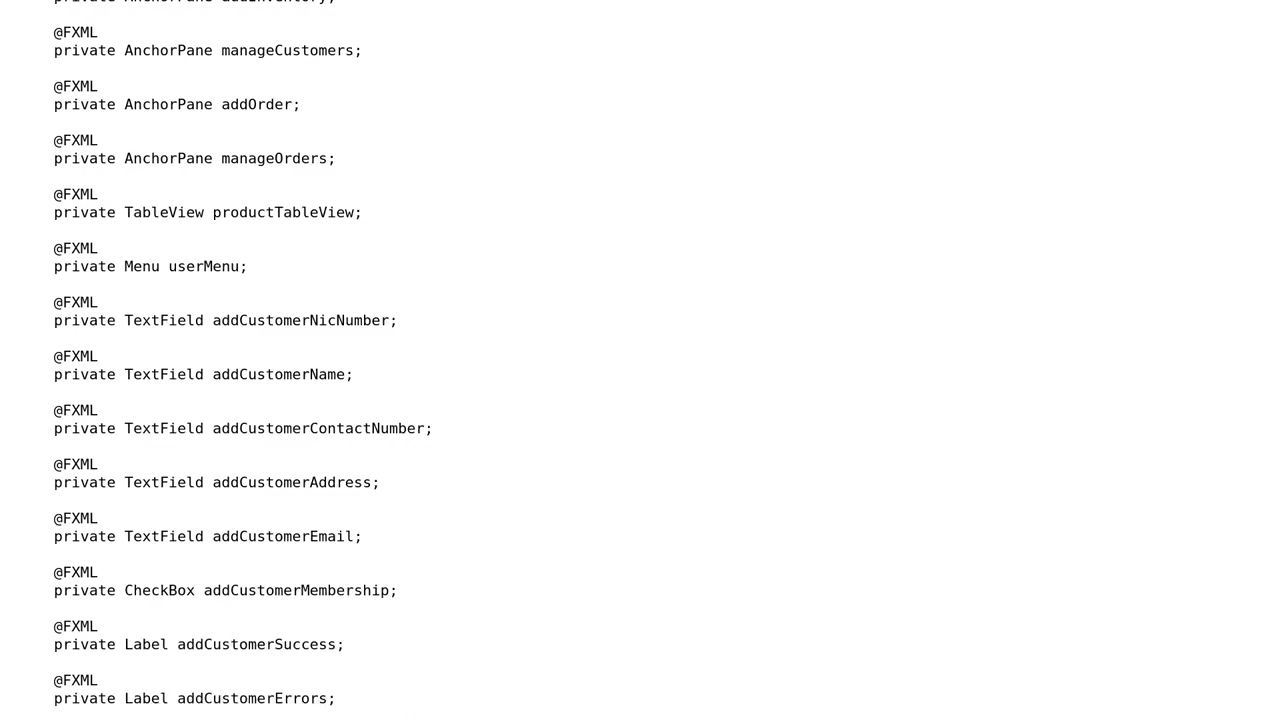 @FXML
private AnchorPane manageCustomers;
@FXML
private AnchorPane addOrder;
@FXML
private AnchorPane manageOrders;
@FXML
private TableView productTableView;
@FXML
private Menu userMenu;
@FXML
private TextField addCustomerNicNumber;
@FXML
private TextField addCustomerName;
@FXML
private TextField addCustomerContactNumber;
@FXML
private TextField addCustomerAddress;
@FXML
private TextField addCustomerEmail;
@FXML
private CheckBox addCustomerMembership;
@FXML
private Label addCustomerSuccess;
@FXML
private Label addCustomerErrors;